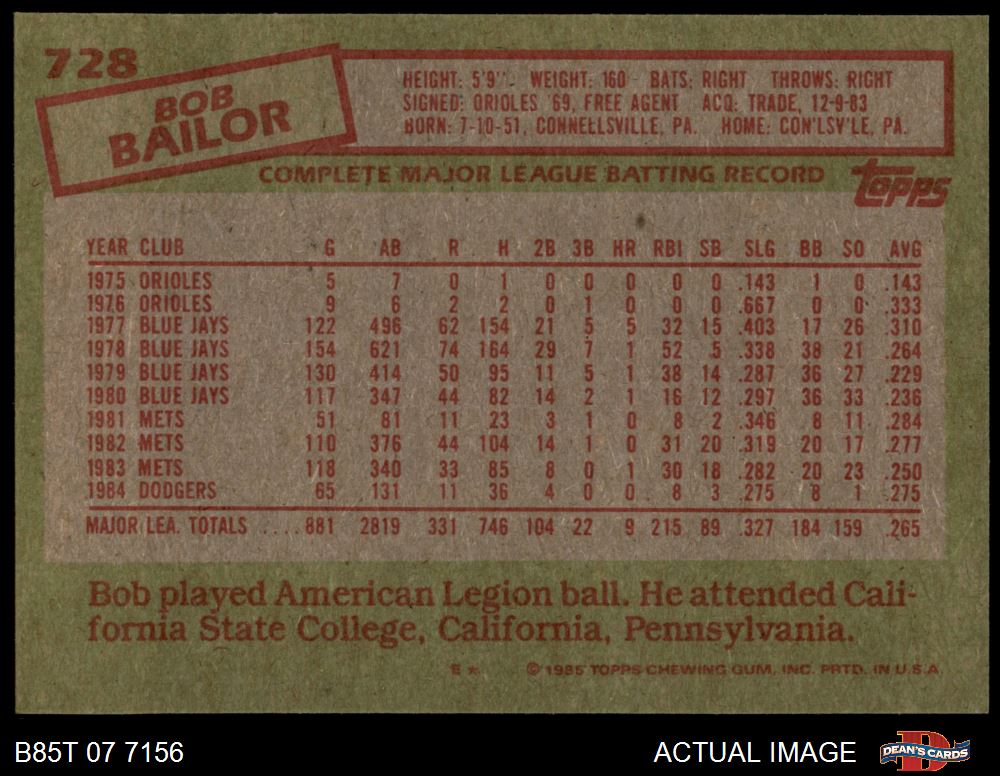 728
BOB
BAILOR
HEIGHT: 5'9" WEIGHT: 160 BATS: RIGHT THROWS: RIGHT
SIGNED: ORIOLES '69, FREE AGENT ACQ: TRADE, 12-9-83
BORN: 7-10-51, CONNELLSVILLE, PA. HOME: CON'LSV'LE, PA.
COMPLETE MAJOR LEAGUE BATTING RECORD
topps
YEAR CLUB G AB R H 2B 3B HR RBI SB SLG BB SO AVG
1975 ORIOLES 5 7 0 1 0 0 0 0 0 .143 1 0 .143
1976 ORIOLES 9 6 2 2 0 1 0 0 0 .667 0 0 .333
1977 BLUE JAYS 122 496 62 154 21 5 5 32 15 .403 17 26 .310
1978 BLUE JAYS 154 621 74 164 29 7 1 52 5 .338 38 21 .264
1979 BLUE JAYS 130 414 50 95 11 5 1 38 14 .287 36 27 .229
1980 BLUE JAYS 117 347 44 82 14 2 1 16 12 .297 36 33 .236
1981 METS 51 81 11 23 3 1 0 8 2 .346 8 11 .284
1982 METS 110 376 44 104 14 1 0 31 20 .319 20 17 .277
1983 METS 118 340 33 85 8 0 1 30 18 .282 20 23 .250
1984 DODGERS 65 131 11 36 4 0 0 8 3 .275 8 1 .275
MAJOR LEA. TOTALS ....881 2819 331 746 104 22 9 215 89 .327 184 159 .265
Bob played American Legion ball. He attended Cali-
fornia State College, California, Pennsylvania.
E * © 1985 TOPPS CHEWING GUM, INC. PRTD. IN U.S.A.
B85T 07 7156 ACTUAL IMAGE DEAN'S CARDS